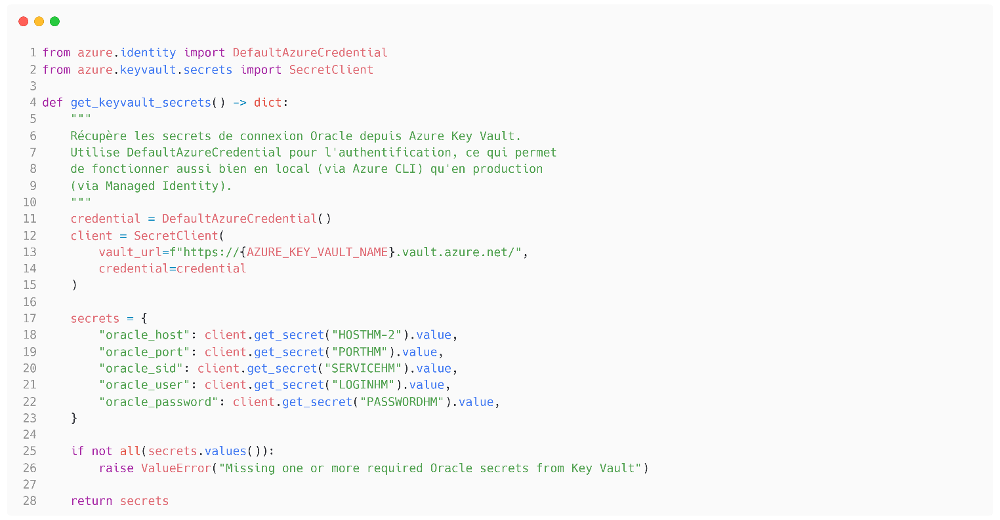 1 from azure.identity import DefaultAzureCredential
2 from azure.keyvault.secrets import SecretClient
3
4 def get_keyvault_secrets() -> dict:
5     """
6     Récupère les secrets de connexion Oracle depuis Azure Key Vault.
7     Utilise DefaultAzureCredential pour l'authentification, ce qui permet
8     de fonctionner aussi bien en local (via Azure CLI) qu'en production
9     (via Managed Identity).
10     """
11     credential = DefaultAzureCredential()
12     client = SecretClient(
13         vault_url=f"https://{AZURE_KEY_VAULT_NAME}.vault.azure.net/",
14         credential=credential
15     )
16
17     secrets = {
18         "oracle_host": client.get_secret("HOSTHM-2").value,
19         "oracle_port": client.get_secret("PORTHM").value,
20         "oracle_sid": client.get_secret("SERVICEHM").value,
21         "oracle_user": client.get_secret("LOGINHM").value,
22         "oracle_password": client.get_secret("PASSWORDHM").value,
23     }
24
25     if not all(secrets.values()):
26         raise ValueError("Missing one or more required Oracle secrets from Key Vault")
27
28     return secrets